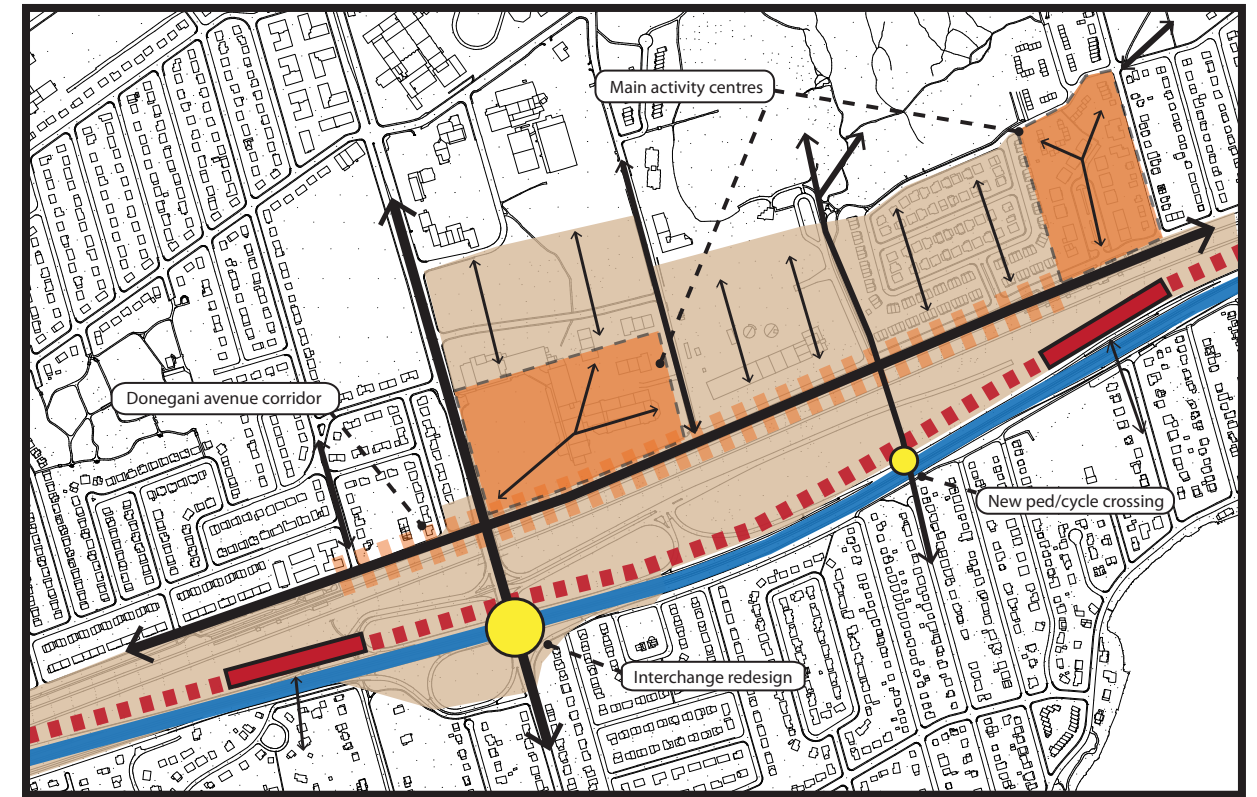 Main activity centres
Donegani avenue corridor
New ped/cycle crossing
Interchange redesign